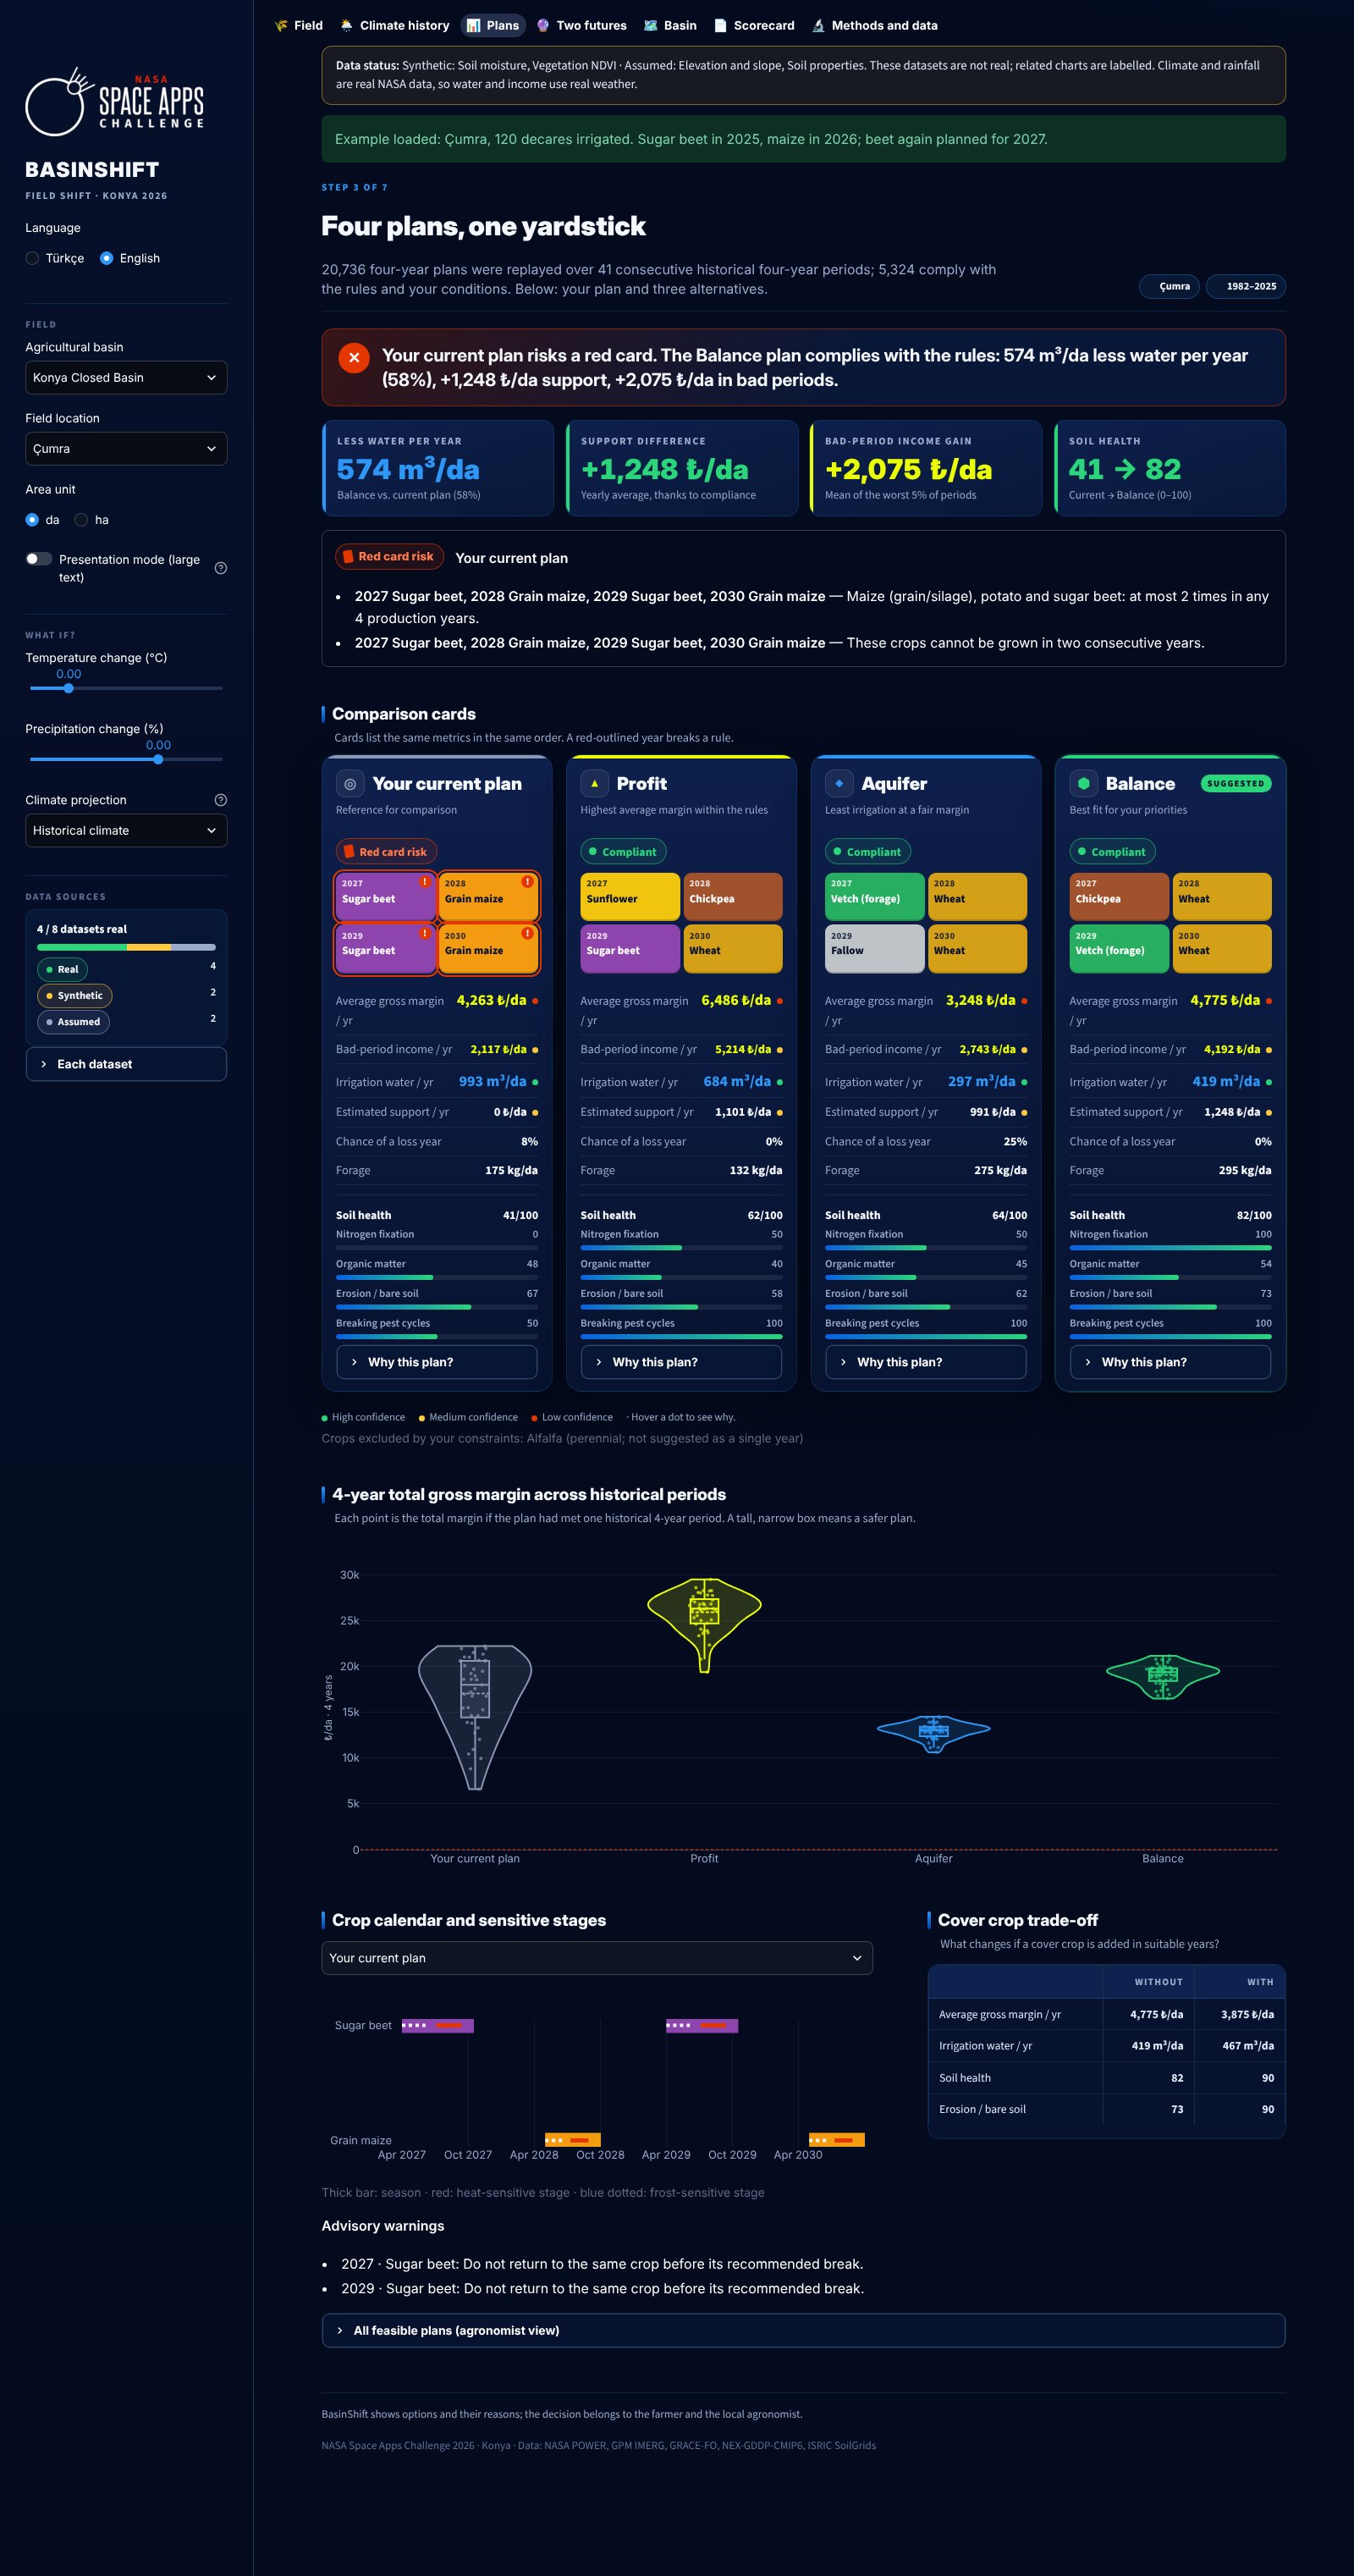 NASA
SPACE APPS
CHALLENGE
BASINSHIFT
FIELD SHIFT · KONYA 2026
Language
Türkçe
English
FIELD
Agricultural basin
Konya Closed Basin
Field location
Çumra
Area unit
da
ha
Presentation mode (large
text)
WHAT IF?
Temperature change (°C)
0.00
Precipitation change (%)
0.00
Climate projection
Historical climate
DATA SOURCES
4 / 8 datasets real
Real 4
Synthetic 2
Assumed 2
Each dataset
Field
Climate history
Plans
Two futures
Basin
Scorecard
Methods and data
Data status: Synthetic: Soil moisture, Vegetation NDVI · Assumed: Elevation and slope, Soil properties. These datasets are not real; related charts are labelled. Climate and rainfall
are real NASA data, so water and income use real weather.
Example loaded: Çumra, 120 decares irrigated. Sugar beet in 2025, maize in 2026; beet again planned for 2027.
STEP 3 OF 7
Four plans, one yardstick
20,736 four-year plans were replayed over 41 consecutive historical four-year periods; 5,324 comply with
the rules and your conditions. Below: your plan and three alternatives.
Çumra
1982–2025
Your current plan risks a red card. The Balance plan complies with the rules: 574 m³/da less water per year
(58%), +1,248 ₺/da support, +2,075 ₺/da in bad periods.
LESS WATER PER YEAR
574 m³/da
Balance vs. current plan (58%)
SUPPORT DIFFERENCE
+1,248 ₺/da
Yearly average, thanks to compliance
BAD-PERIOD INCOME GAIN
+2,075 ₺/da
Mean of the worst 5% of periods
SOIL HEALTH
41 → 82
Current → Balance (0–100)
Red card risk
Your current plan
2027 Sugar beet, 2028 Grain maize, 2029 Sugar beet, 2030 Grain maize — Maize (grain/silage), potato and sugar beet: at most 2 times in any
4 production years.
2027 Sugar beet, 2028 Grain maize, 2029 Sugar beet, 2030 Grain maize — These crops cannot be grown in two consecutive years.
Comparison cards
Cards list the same metrics in the same order. A red-outlined year breaks a rule.
Your current plan
Reference for comparison
Red card risk
2027 ! 2028 !
Sugar beet Grain maize
2029 ! 2030 !
Sugar beet Grain maize
Average gross margin 4,263 ₺/da
/ yr
Bad-period income / yr 2,117 ₺/da
Irrigation water / yr 993 m³/da
Estimated support / yr 0 ₺/da
Chance of a loss year 8%
Forage 175 kg/da
Soil health 41/100
Nitrogen fixation 0
Organic matter 48
Erosion / bare soil 67
Breaking pest cycles 50
Why this plan?
Profit
Highest average margin within the rules
Compliant
2027 2028
Sunflower Chickpea
2029 2030
Sugar beet Wheat
Average gross margin 6,486 ₺/da
/ yr
Bad-period income / yr 5,214 ₺/da
Irrigation water / yr 684 m³/da
Estimated support / yr 1,101 ₺/da
Chance of a loss year 0%
Forage 132 kg/da
Soil health 62/100
Nitrogen fixation 50
Organic matter 40
Erosion / bare soil 58
Breaking pest cycles 100
Why this plan?
Aquifer
Least irrigation at a fair margin
Compliant
2027 2028
Vetch (forage) Wheat
2029 2030
Fallow Wheat
Average gross margin 3,248 ₺/da
/ yr
Bad-period income / yr 2,743 ₺/da
Irrigation water / yr 297 m³/da
Estimated support / yr 991 ₺/da
Chance of a loss year 25%
Forage 275 kg/da
Soil health 64/100
Nitrogen fixation 50
Organic matter 45
Erosion / bare soil 62
Breaking pest cycles 100
Why this plan?
Balance SUGGESTED
Best fit for your priorities
Compliant
2027 2028
Chickpea Wheat
2029 2030
Vetch (forage) Wheat
Average gross margin 4,775 ₺/da
/ yr
Bad-period income / yr 4,192 ₺/da
Irrigation water / yr 419 m³/da
Estimated support / yr 1,248 ₺/da
Chance of a loss year 0%
Forage 295 kg/da
Soil health 82/100
Nitrogen fixation 100
Organic matter 54
Erosion / bare soil 73
Breaking pest cycles 100
Why this plan?
High confidence Medium confidence Low confidence · Hover a dot to see why.
Crops excluded by your constraints: Alfalfa (perennial; not suggested as a single year)
4-year total gross margin across historical periods
Each point is the total margin if the plan had met one historical 4-year period. A tall, narrow box means a safer plan.
₺/da · 4 years
30k
25k
20k
15k
10k
5k
0
Your current plan Profit Aquifer Balance
Crop calendar and sensitive stages
Your current plan
Sugar beet
Grain maize
Apr 2027 Oct 2027 Apr 2028 Oct 2028 Apr 2029 Oct 2029 Apr 2030
Thick bar: season · red: heat-sensitive stage · blue dotted: frost-sensitive stage
Cover crop trade-off
What changes if a cover crop is added in suitable years?
WITHOUT WITH
Average gross margin / yr 4,775 ₺/da 3,875 ₺/da
Irrigation water / yr 419 m³/da 467 m³/da
Soil health 82 90
Erosion / bare soil 73 90
Advisory warnings
2027 · Sugar beet: Do not return to the same crop before its recommended break.
2029 · Sugar beet: Do not return to the same crop before its recommended break.
All feasible plans (agronomist view)
BasinShift shows options and their reasons; the decision belongs to the farmer and the local agronomist.
NASA Space Apps Challenge 2026 · Konya · Data: NASA POWER, GPM IMERG, GRACE-FO, NEX-GDDP-CMIP6, ISRIC SoilGrids